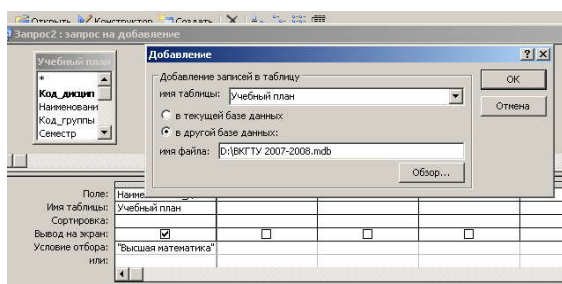 Открыть Конструктор Создать
Запрос2 : запрос на добавление
Учебный план
*
Код_дисцип
Наименовани
Код_группы
Семестр
Добавление
Добавление записей в таблицу
имя таблицы: Учебный план
в текущей базе данных
в другой базе данных:
имя файла: D:\ВКГТУ 2007-2008.mdb
Обзор...
ОК
Отмена
Поле:
Имя таблицы: Учебный план
Сортировка:
Вывод на экран:
Условие отбора: "Высшая математика"
или: